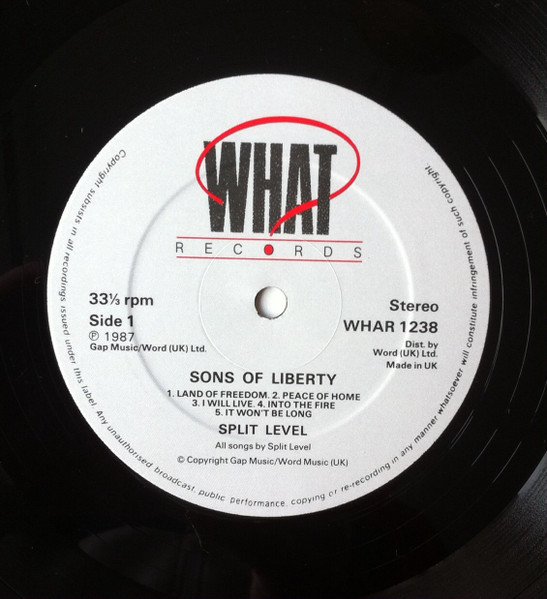 WHAT
RECORDS
33⅓ rpm
Side 1
℗ 1987
Gap Music/Word (UK) Ltd.
Stereo
WHAR 1238
Dist. by
Word (UK) Ltd.
Made in UK
SONS OF LIBERTY
1. LAND OF FREEDOM. 2. PEACE OF HOME
3. I WILL LIVE. 4. INTO THE FIRE
5. IT WON'T BE LONG
SPLIT LEVEL
All songs by Split Level
© Copyright Gap Music/Word Music (UK)
Copyright subsists in all recordings issued under this label. Any unauthorised broadcast public performance. copying or re-recording in any manner whatsoever will constitute infringement of such copyright.